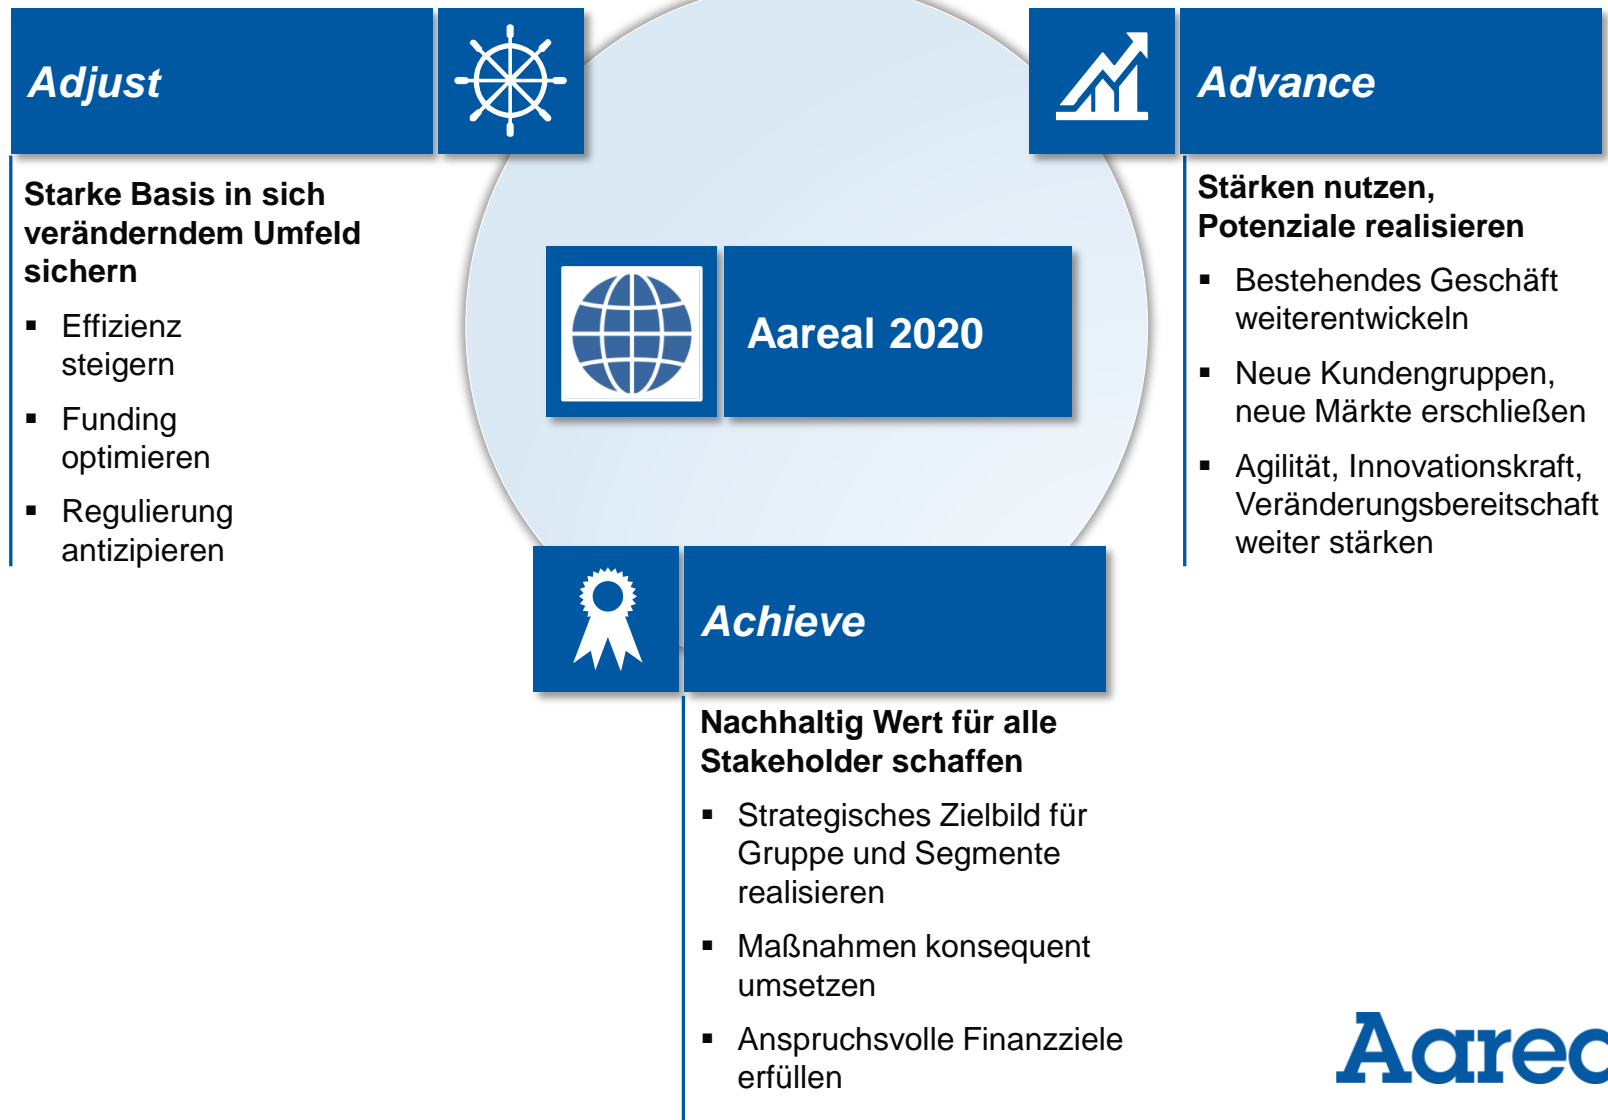 Adjust
Starke Basis in sich
veränderndem Umfeld
sichern
▪ Effizienz
steigern
▪ Funding
optimieren
▪ Regulierung
antizipieren
Advance
Stärken nutzen,
Potenziale realisieren
▪ Bestehendes Geschäft
weiterentwickeln
▪ Neue Kundengruppen,
neue Märkte erschließen
▪ Agilität, Innovationskraft,
Veränderungsbereitschaft
weiter stärken
Aareal 2020
Achieve
Nachhaltig Wert für alle
Stakeholder schaffen
▪ Strategisches Zielbild für
Gruppe und Segmente
realisieren
▪ Maßnahmen konsequent
umsetzen
▪ Anspruchsvolle Finanzziele
erfüllen